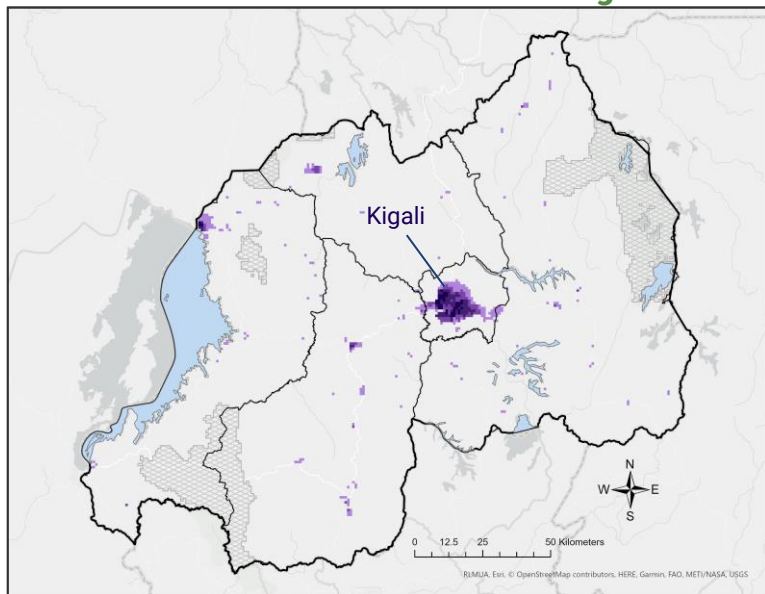 Kigali
N
W E
S
0 12.5 25 50 Kilometers
RLMUA, Esri, © OpenStreetMap contributors, HERE, Garmin, FAO, METI/NASA, USGS